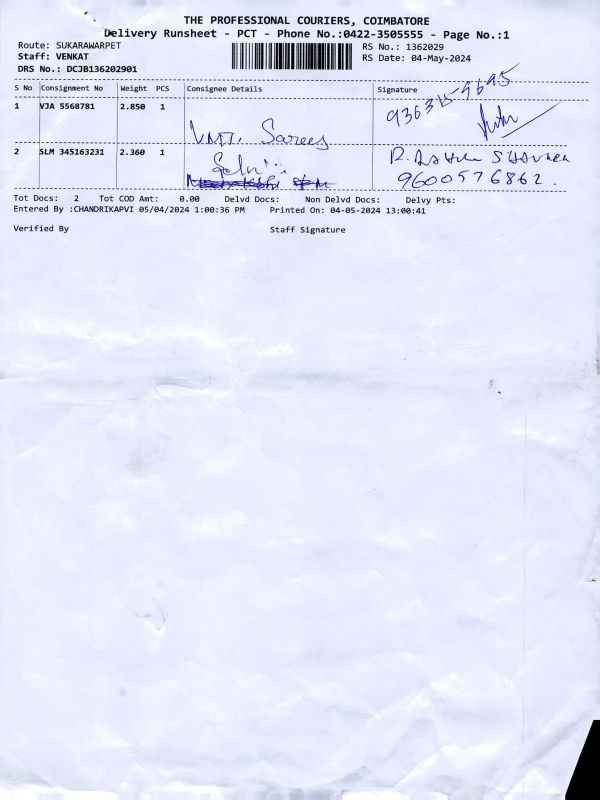 THE PROFESSIONAL COURIERS, COIMBATORE
Delivery Runsheet - PCT - Phone No.:0422-3505555 - Page No.:1
Route: SUKARAWARPET
RS No.: 1362029
Staff: VENKAT
RS Date: 04-May-2024
DRS No.: DCJB136202901
S No Consignment No Weight PCS Consignee Details Signature
1 VJA 5568781 2.850 1
Sarees
2 SLM 345163231 2.360 1
9600576862.
Tot Docs: 2 Tot COD Amt: 0.00 Delvd Docs: Non Delvd Docs: Delvy Pts:
Entered By :CHANDRIKAPVI 05/04/2024 1:00:36 PM Printed On: 04-05-2024 13:00:41
Verified By Staff Signature